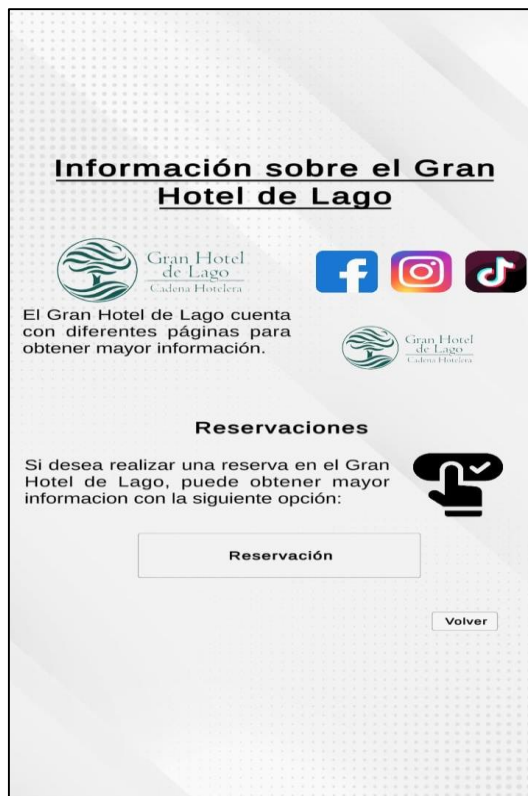 Información sobre el Gran
Hotel de Lago
Gran Hotel
de Lago
Cadena Hotelera
El Gran Hotel de Lago cuenta
con diferentes páginas para
obtener mayor información.
Gran Hotel
de Lago
Cadena Hotelera
Reservaciones
Si desea realizar una reserva en el Gran
Hotel de Lago, puede obtener mayor
informacion con la siguiente opción:
Reservación
Volver